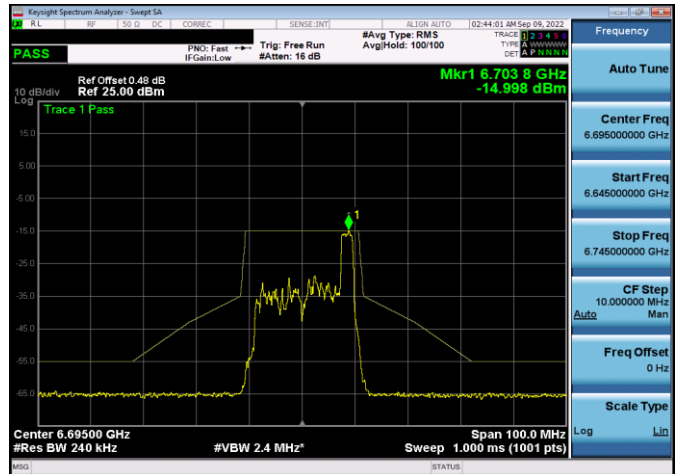 Keysight Spectrum Analyzer - Swept SA
RL RF 50 Ω DC CORREC SENSE:INT ALIGN AUTO 02:44:01 AM Sep 09, 2022
Frequency
PASS
PNO: Fast
IFGain:Low
Trig: Free Run
#Atten: 16 dB
#Avg Type: RMS
Avg|Hold: 100/100
TRACE 1 2 3 4 5 6
TYPE A WWWWW
DET A P N N N N
Auto Tune
Ref Offset 0.48 dB
10 dB/div Ref 25.00 dBm
Log
Mkr1 6.703 8 GHz
-14.998 dBm
Trace 1 Pass
15.0
5.00
-5.00
-15.0
-25.0
-35.0
-45.0
-55.0
-65.0
1
Center Freq
6.695000000 GHz
Start Freq
6.645000000 GHz
Stop Freq
6.745000000 GHz
CF Step
10.000000 MHz
Auto Man
Freq Offset
0 Hz
Scale Type
Log Lin
Center 6.69500 GHz Span 100.0 MHz
#Res BW 240 kHz #VBW 2.4 MHz* Sweep 1.000 ms (1001 pts)
MSG STATUS